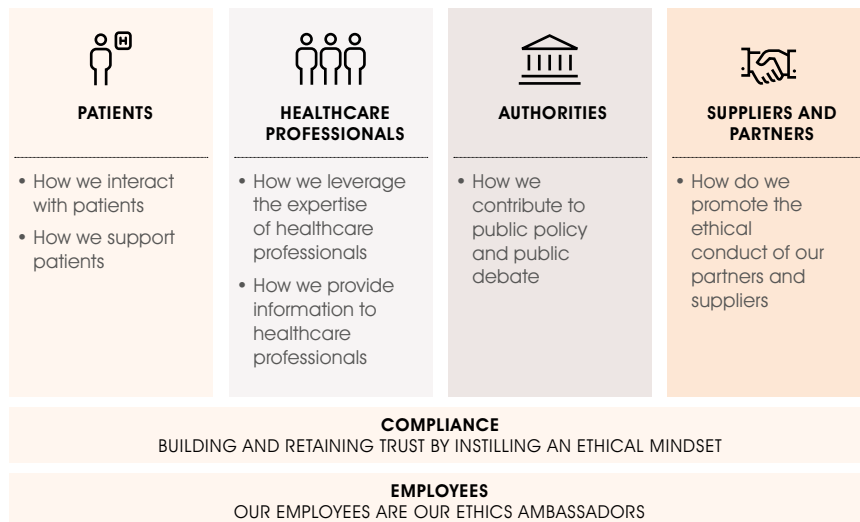 H
PATIENTS
• How we interact
with patients
• How we support
patients
HEALTHCARE
PROFESSIONALS
• How we leverage
the expertise
of healthcare
professionals
• How we provide
information to
healthcare
professionals
AUTHORITIES
• How we
contribute to
public policy
and public
debate
SUPPLIERS AND
PARTNERS
• How do we
promote the
ethical
conduct of our
partners and
suppliers
COMPLIANCE
BUILDING AND RETAINING TRUST BY INSTILLING AN ETHICAL MINDSET
EMPLOYEES
OUR EMPLOYEES ARE OUR ETHICS AMBASSADORS